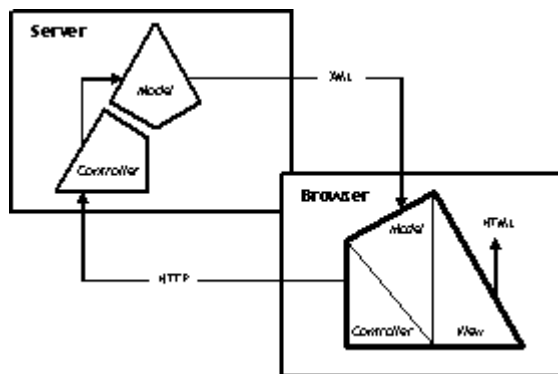 Server
Model
XML
Controller
Browser
Model
HTML
HTTP
Controller
View